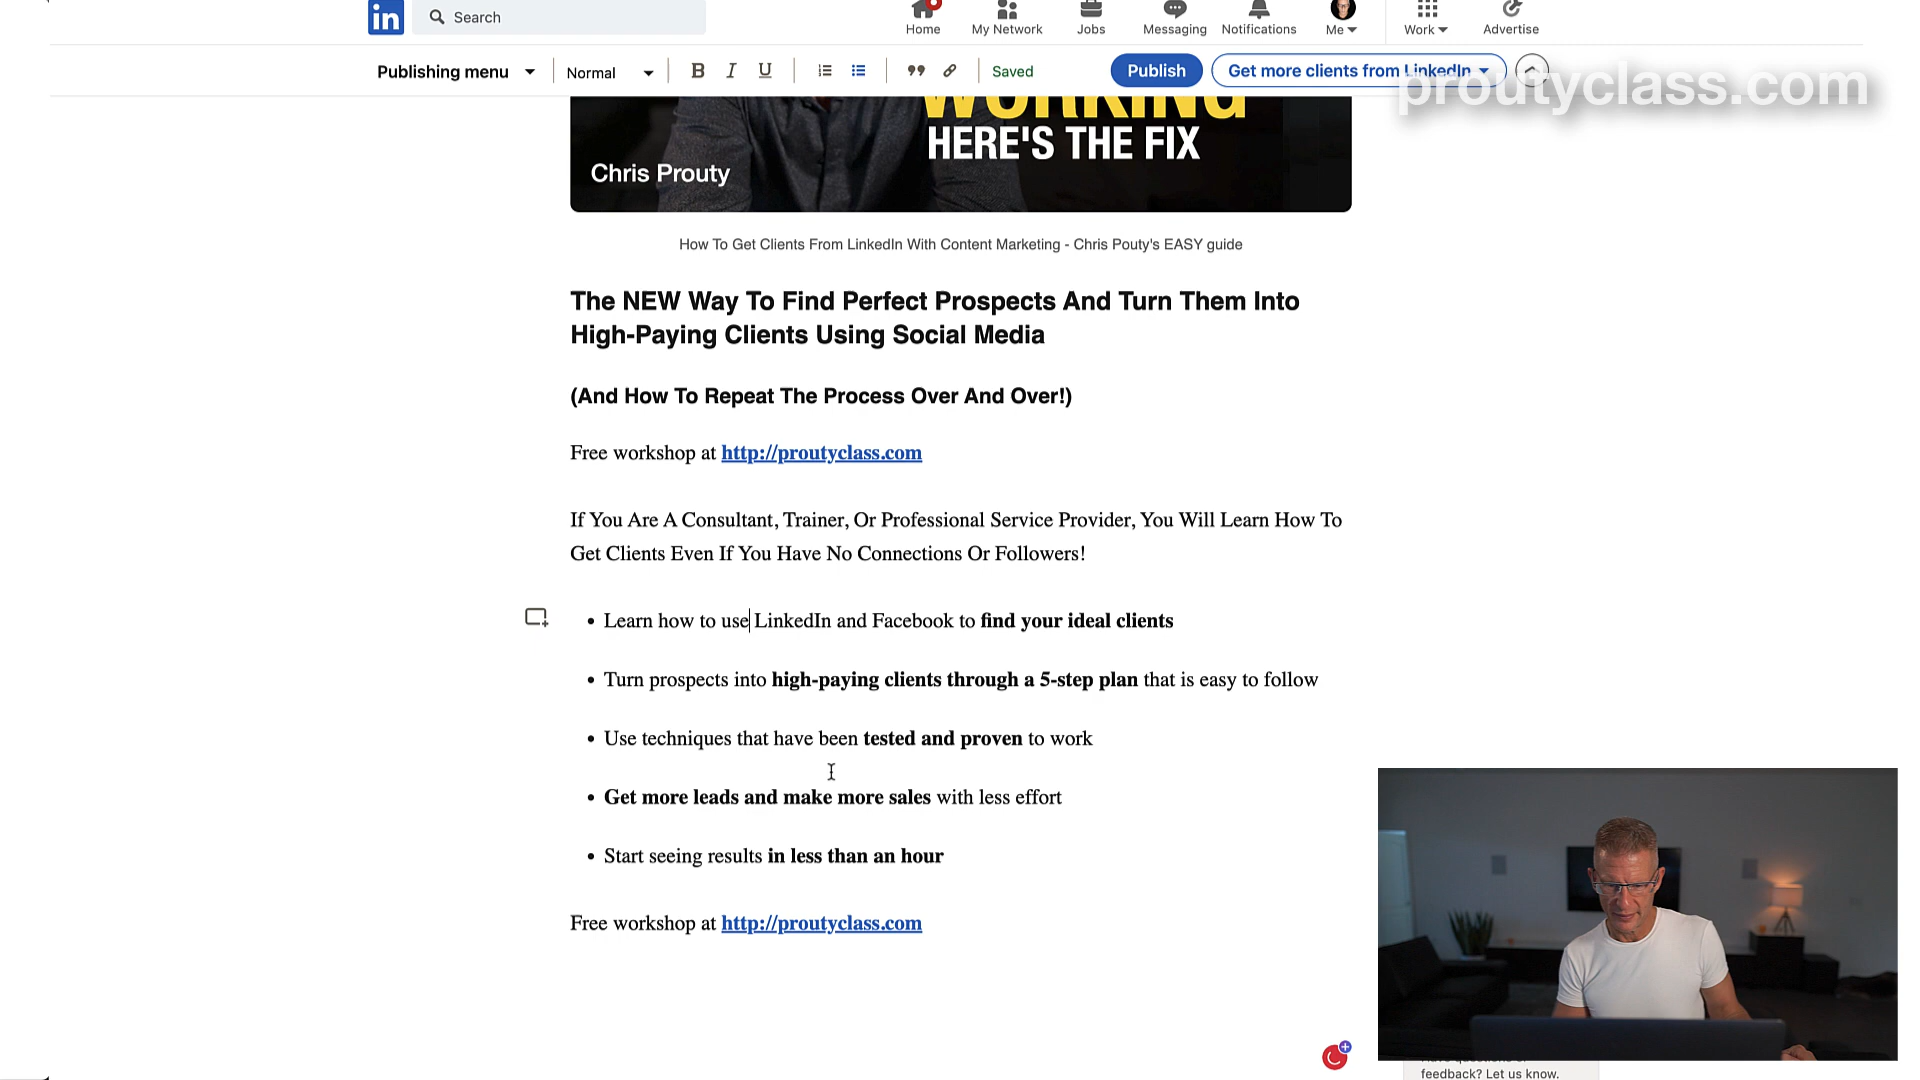 in
Search
Home
My Network
Jobs
Messaging
Notifications
Me
Work
Advertise
Publishing menu
Normal
B I U
Saved
Publish
Get more clients from LinkedIn
proutyclass.com
WORKING
HERE'S THE FIX
Chris Prouty
How To Get Clients From LinkedIn With Content Marketing - Chris Pouty's EASY guide
The NEW Way To Find Perfect Prospects And Turn Them Into
High-Paying Clients Using Social Media
(And How To Repeat The Process Over And Over!)
Free workshop at http://proutyclass.com
If You Are A Consultant, Trainer, Or Professional Service Provider, You Will Learn How To
Get Clients Even If You Have No Connections Or Followers!
• Learn how to use LinkedIn and Facebook to find your ideal clients
• Turn prospects into high-paying clients through a 5-step plan that is easy to follow
• Use techniques that have been tested and proven to work
• Get more leads and make more sales with less effort
• Start seeing results in less than an hour
Free workshop at http://proutyclass.com
feedback? Let us know.